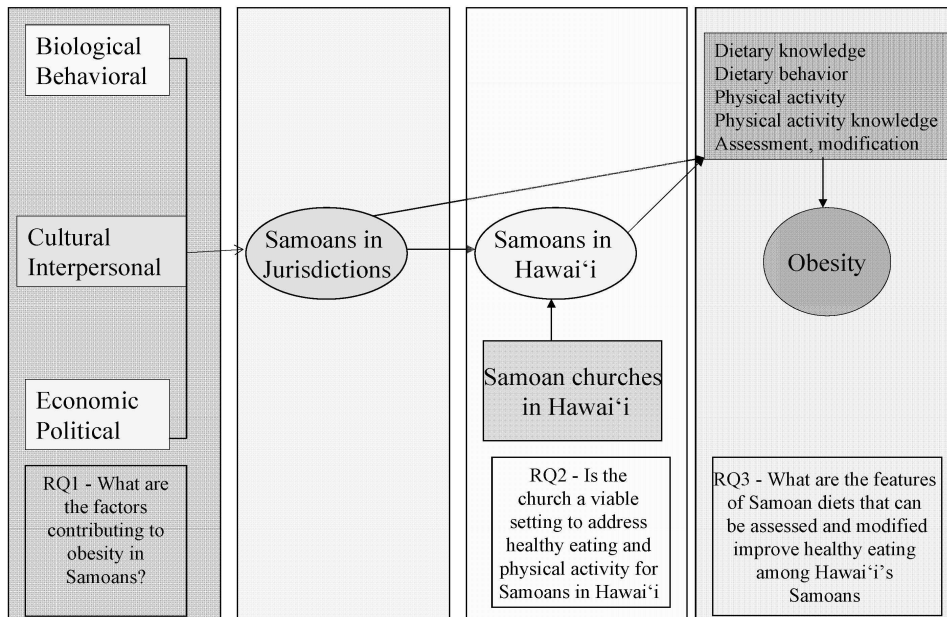 Biological
Behavioral
Cultural
Interpersonal
Economic
Political
RQ1 - What are
the factors
contributing to
obesity in
Samoans?
Samoans in
Jurisdictions
Samoans in
Hawai‘i
Samoan churches
in Hawai‘i
RQ2 - Is the
church a viable
setting to address
healthy eating and
physical activity for
Samoans in Hawai‘i
Dietary knowledge
Dietary behavior
Physical activity
Physical activity knowledge
Assessment, modification
Obesity
RQ3 - What are the features
of Samoan diets that can
be assessed and modified
improve healthy eating
among Hawai‘i’s
Samoans